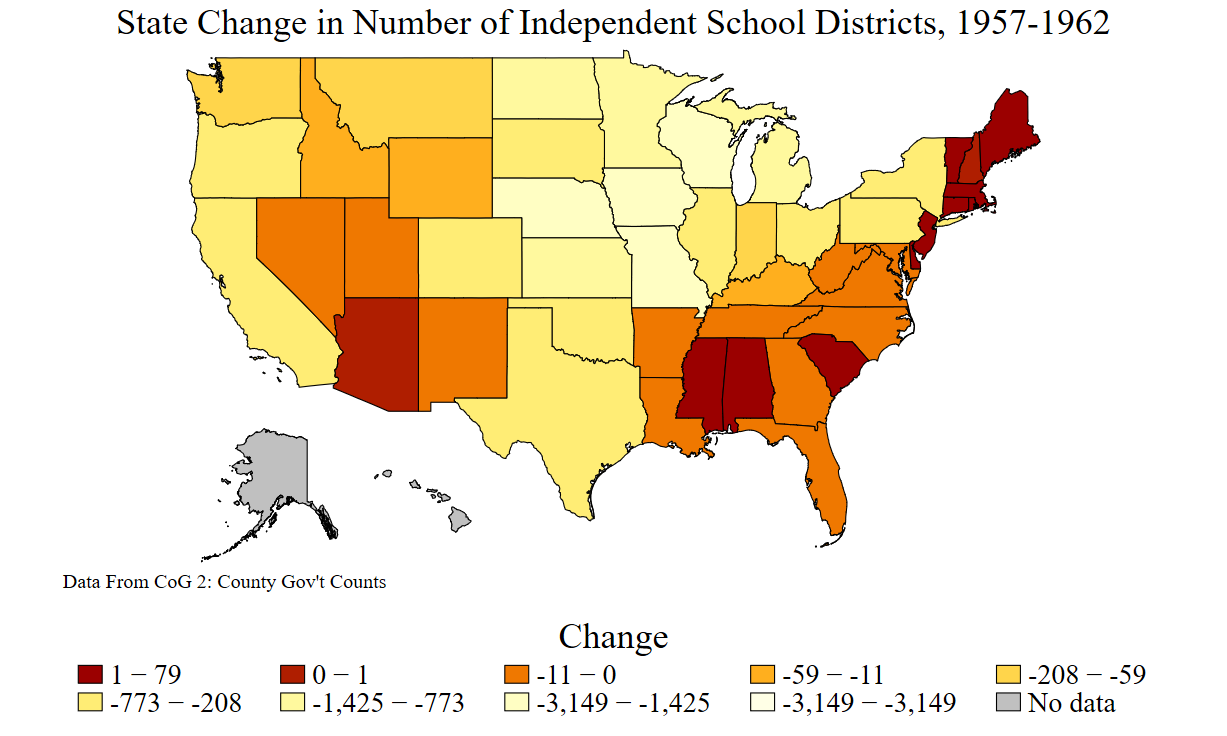 State Change in Number of Independent School Districts, 1957-1962
Data From CoG 2: County Gov't Counts
Change
1 − 79 0 − 1 -11 − 0 -59 − -11 -208 − -59
-773 − -208 -1,425 − -773 -3,149 − -1,425 -3,149 − -3,149 No data